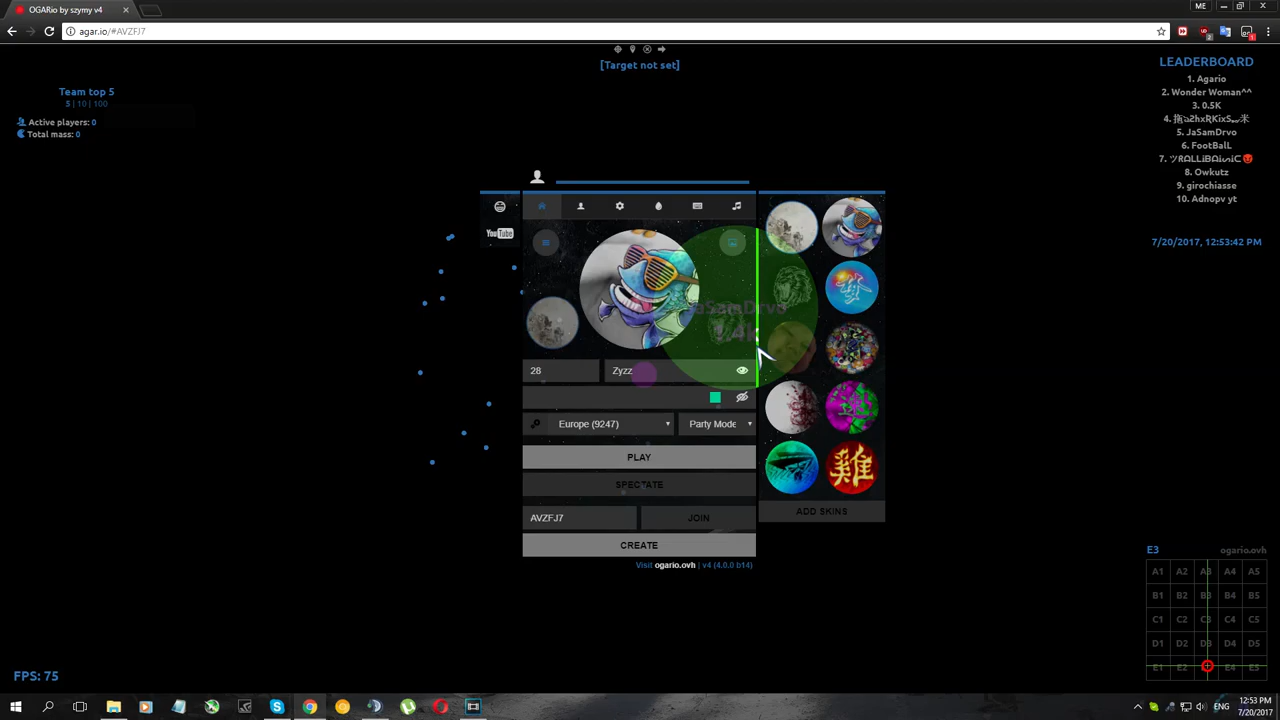 OGARio by szymy v4
ME
agar.io/#AVZFJ7
[Target not set]
Team top 5
5 | 10 | 100
Active players: 0
Total mass: 0
LEADERBOARD
1. Agario
2. Wonder Woman^^
3. 0.5K
5. JaSamDrvo
6. FootBalL
8. Owkutz
9. girochiasse
10. Adnopv yt
7/20/2017, 12:53:42 PM
YouTube
JaSamDrvo
1.4k
28
Zyzz
Europe (9247)
Party Mode
PLAY
SPECTATE
AVZFJ7
JOIN
CREATE
ADD SKINS
Visit ogario.ovh | v4 (4.0.0 b14)
E3
ogario.ovh
A1 A2 A3 A4 A5
B1 B2 B3 B4 B5
C1 C2 C3 C4 C5
D1 D2 D3 D4 D5
E1 E2 E4 E5
FPS: 75
ENG
12:53 PM
7/20/2017